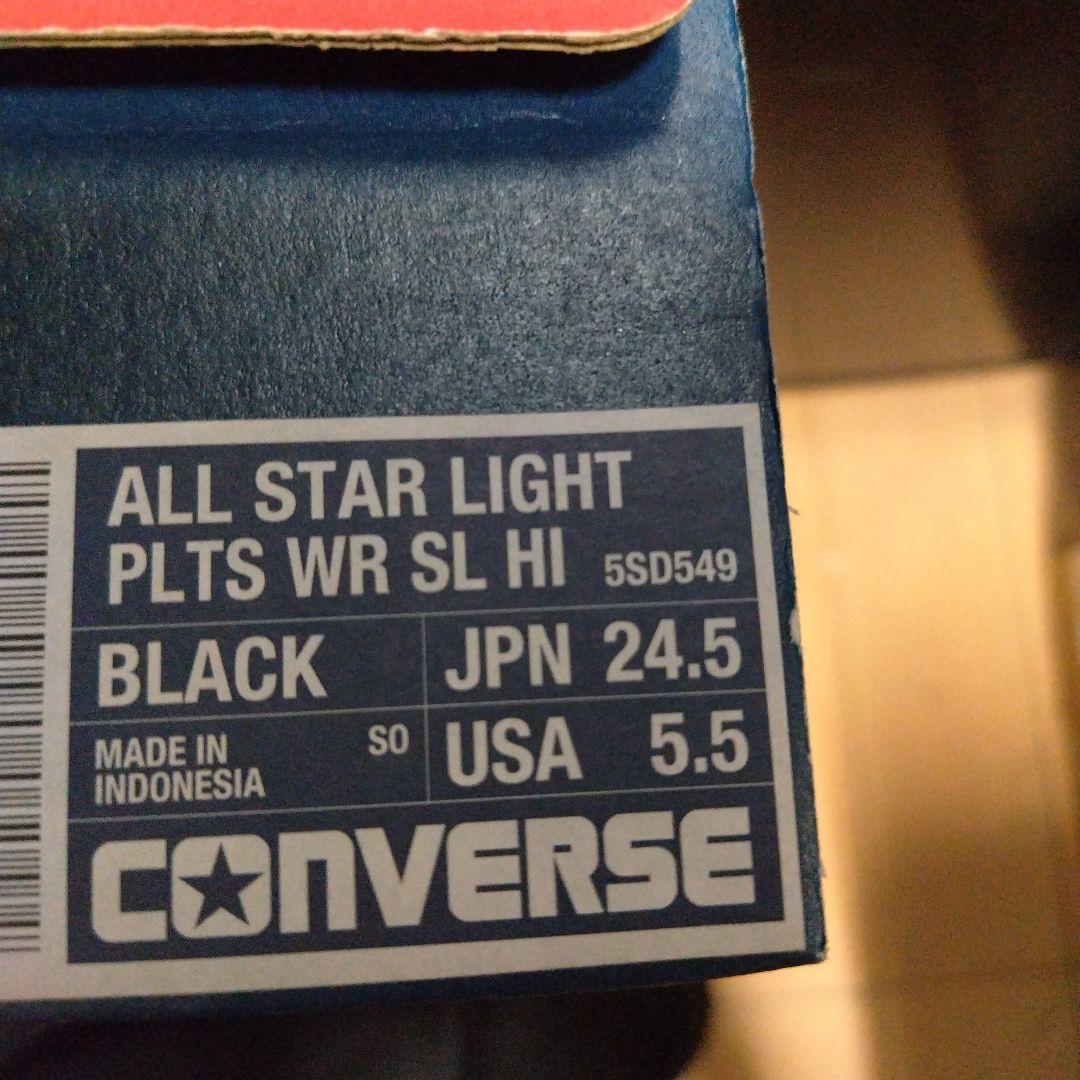 ALL STAR LIGHT
PLTS WR SL HI 5SD549
BLACK
JPN 24.5
MADE IN
INDONESIA
SO
USA 5.5
CONVERSE